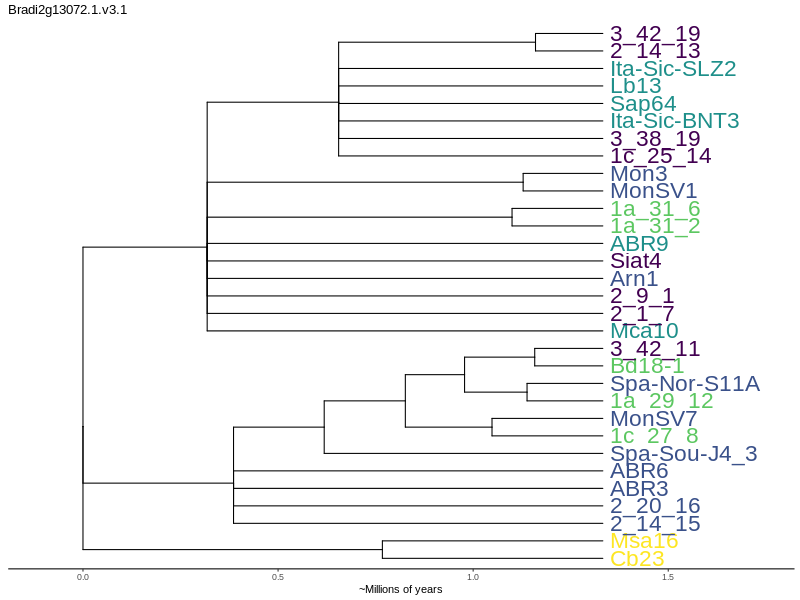 Bradi2g13072.1.v3.1
3_42_19
2_14_13
Ita-Sic-SLZ2
Lb13
Sap64
Ita-Sic-BNT3
3_38_19
1c_25_14
Mon3
MonSV1
1a_31_6
1a_31_2
ABR9
Siat4
Arn1
2_9_1
2_1_7
Mca10
3_42_11
Bd18-1
Spa-Nor-S11A
1a_29_12
MonSV7
1c_27_8
Spa-Sou-J4_3
ABR6
ABR3
2_20_16
2_14_15
Msa16
Cb23
0.0 0.5 1.0 1.5
~Millions of years